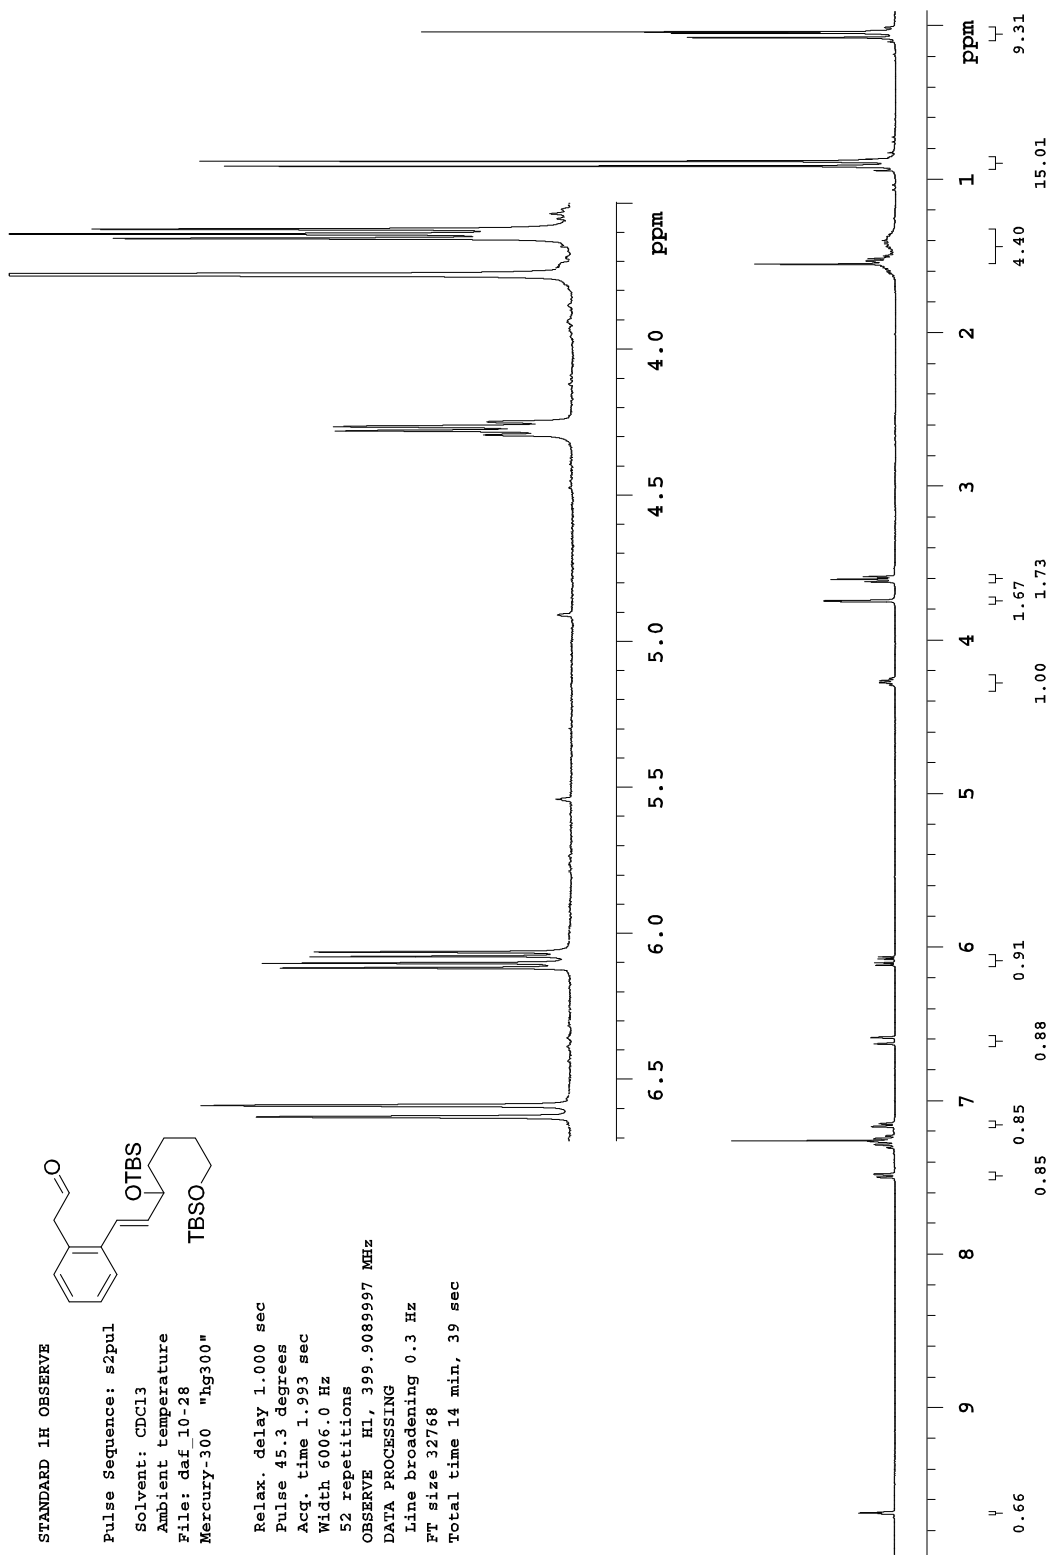 STANDARD 1H OBSERVE
Pulse Sequence: s2pul
Solvent: CDCl3
Ambient temperature
File: daf_10-28
Mercury-300 "hg300"
Relax. delay 1.000 sec
Pulse 45.3 degrees
Acq. time 1.993 sec
Width 6006.0 Hz
52 repetitions
OBSERVE H1, 399.9089997 MHz
DATA PROCESSING
Line broadening 0.3 Hz
FT size 32768
Total time 14 min, 39 sec
O
OTBS
TBSO
6.5 6.0 5.5 5.0 4.5 4.0 ppm
9 8 7 6 5 4 3 2 1 ppm
0.66 0.85 0.85 0.88 0.91 1.00 1.67 1.73 4.40 15.01 9.31